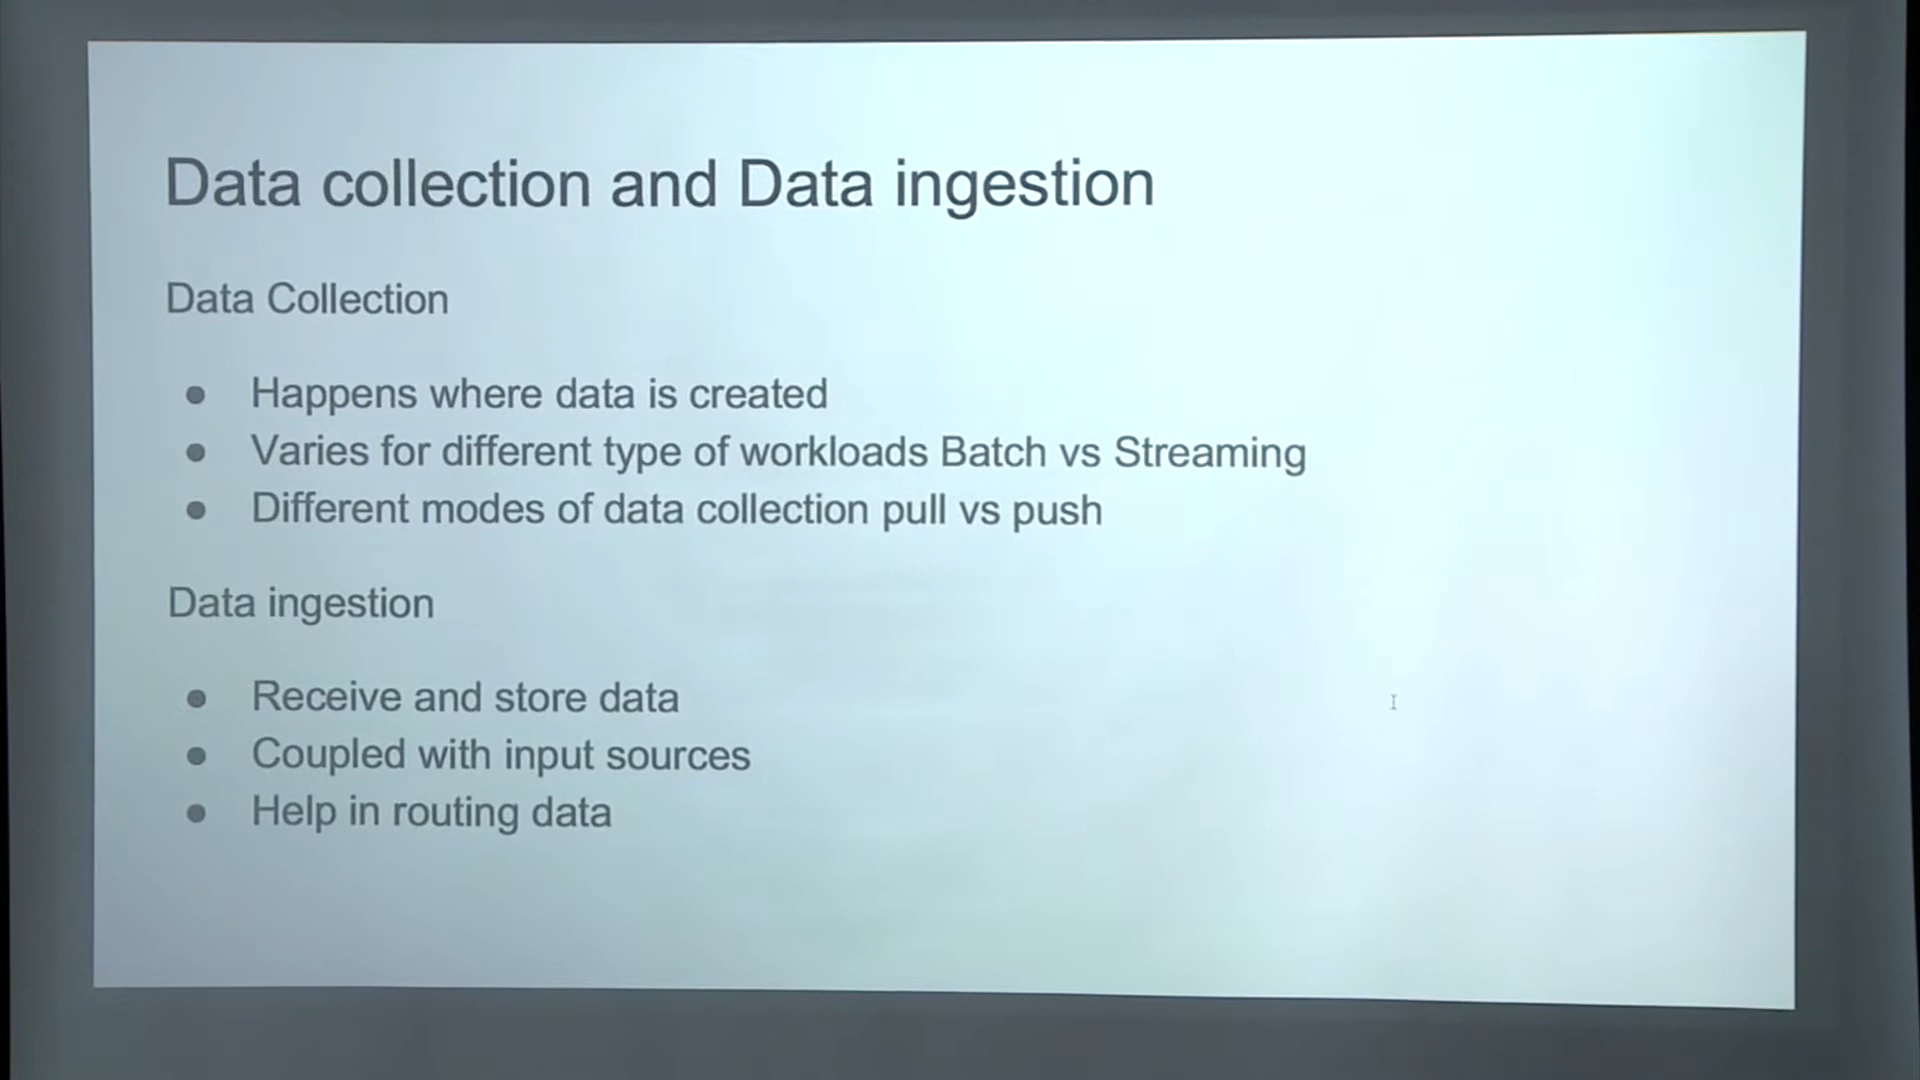 Data collection and Data ingestion
Data Collection
● Happens where data is created
● Varies for different type of workloads Batch vs Streaming
● Different modes of data collection pull vs push
Data ingestion
● Receive and store data
● Coupled with input sources
● Help in routing data